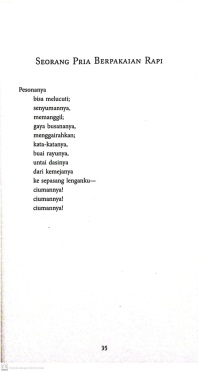 SEORANG PRIA BERPAKAIAN RAPI
Pesonanya
bisa melucuti;
senyumannya,
memanggil;
gaya busananya,
menggairahkan;
kata-katanya,
buai rayunya,
untai dasinya
dari kemejanya
ke sepasang lenganku—
ciumannya!
ciumannya!
ciumannya!
35